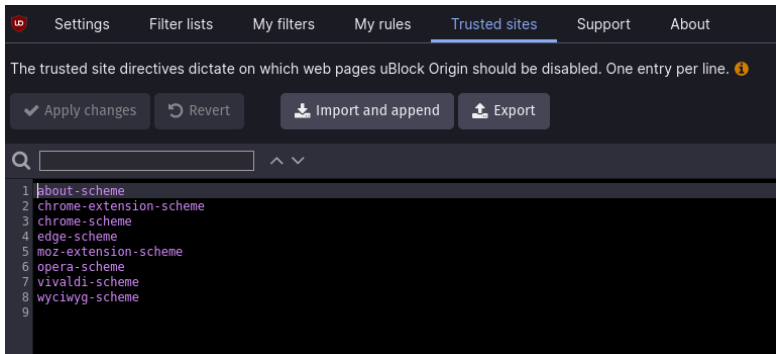 Settings Filter lists My filters My rules Trusted sites Support About
The trusted site directives dictate on which web pages uBlock Origin should be disabled. One entry per line.
Apply changes Revert Import and append Export
1 about-scheme
2 chrome-extension-scheme
3 chrome-scheme
4 edge-scheme
5 moz-extension-scheme
6 opera-scheme
7 vivaldi-scheme
8 wyciwyg-scheme
9